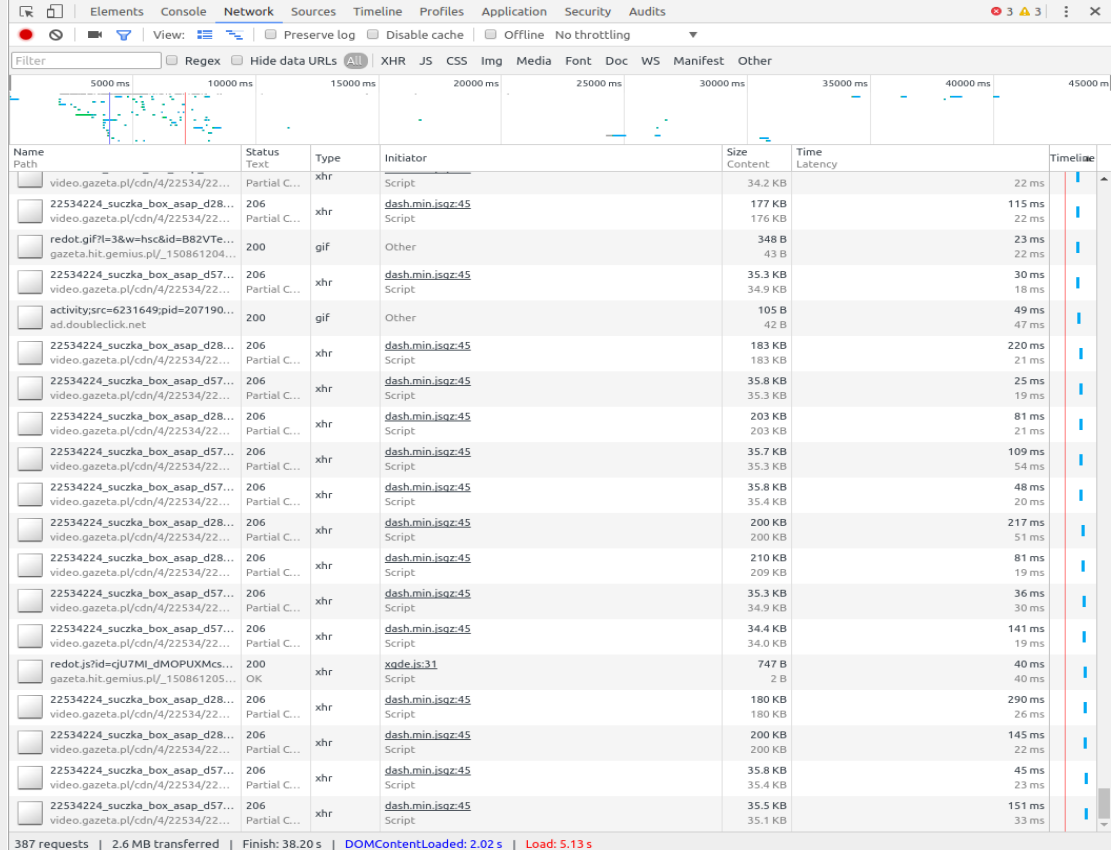 Elements Console Network Sources Timeline Profiles Application Security Audits 3 3
View: Preserve log Disable cache Offline No throttling
Filter Regex Hide data URLs All XHR JS CSS Img Media Font Doc WS Manifest Other
5000 ms 10000 ms 15000 ms 20000 ms 25000 ms 30000 ms 35000 ms 40000 ms 45000 m
Name Status Type Initiator Size Time Timeline
Path Text Content Latency
xhr
video.gazeta.pl/cdn/4/22534/22... Partial C... Script 34.2 KB 22 ms
22534224_suczka_box_asap_d28... 206 xhr dash.min.jsgz:45 177 KB 115 ms
video.gazeta.pl/cdn/4/22534/22... Partial C... Script 176 KB 22 ms
redot.gif?l=3&w=hsc&id=B82VTe... 200 gif Other 348 B 23 ms
gazeta.hit.gemius.pl/_150861204... 43 B 22 ms
22534224_suczka_box_asap_d57... 206 xhr dash.min.jsgz:45 35.3 KB 30 ms
video.gazeta.pl/cdn/4/22534/22... Partial C... Script 34.9 KB 18 ms
activity;src=6231649;pid=207190... 200 gif Other 105 B 49 ms
ad.doubleclick.net 42 B 47 ms
22534224_suczka_box_asap_d28... 206 xhr dash.min.jsgz:45 183 KB 220 ms
video.gazeta.pl/cdn/4/22534/22... Partial C... Script 183 KB 21 ms
22534224_suczka_box_asap_d57... 206 xhr dash.min.jsgz:45 35.8 KB 25 ms
video.gazeta.pl/cdn/4/22534/22... Partial C... Script 35.3 KB 19 ms
22534224_suczka_box_asap_d28... 206 xhr dash.min.jsgz:45 203 KB 81 ms
video.gazeta.pl/cdn/4/22534/22... Partial C... Script 203 KB 21 ms
22534224_suczka_box_asap_d57... 206 xhr dash.min.jsgz:45 35.7 KB 109 ms
video.gazeta.pl/cdn/4/22534/22... Partial C... Script 35.3 KB 54 ms
22534224_suczka_box_asap_d57... 206 xhr dash.min.jsgz:45 35.8 KB 48 ms
video.gazeta.pl/cdn/4/22534/22... Partial C... Script 35.4 KB 20 ms
22534224_suczka_box_asap_d28... 206 xhr dash.min.jsgz:45 200 KB 217 ms
video.gazeta.pl/cdn/4/22534/22... Partial C... Script 200 KB 51 ms
22534224_suczka_box_asap_d28... 206 xhr dash.min.jsgz:45 210 KB 81 ms
video.gazeta.pl/cdn/4/22534/22... Partial C... Script 209 KB 19 ms
22534224_suczka_box_asap_d57... 206 xhr dash.min.jsgz:45 35.3 KB 36 ms
video.gazeta.pl/cdn/4/22534/22... Partial C... Script 34.9 KB 30 ms
22534224_suczka_box_asap_d57... 206 xhr dash.min.jsgz:45 34.4 KB 141 ms
video.gazeta.pl/cdn/4/22534/22... Partial C... Script 34.0 KB 19 ms
redot.js?id=cjU7MI_dMOPUXMcs... 200 xhr xgde.js:31 747 B 40 ms
gazeta.hit.gemius.pl/_150861205... OK Script 2 B 40 ms
22534224_suczka_box_asap_d28... 206 xhr dash.min.jsgz:45 180 KB 290 ms
video.gazeta.pl/cdn/4/22534/22... Partial C... Script 180 KB 26 ms
22534224_suczka_box_asap_d28... 206 xhr dash.min.jsgz:45 200 KB 145 ms
video.gazeta.pl/cdn/4/22534/22... Partial C... Script 200 KB 22 ms
22534224_suczka_box_asap_d57... 206 xhr dash.min.jsgz:45 35.8 KB 45 ms
video.gazeta.pl/cdn/4/22534/22... Partial C... Script 35.4 KB 23 ms
22534224_suczka_box_asap_d57... 206 xhr dash.min.jsgz:45 35.5 KB 151 ms
video.gazeta.pl/cdn/4/22534/22... Partial C... Script 35.1 KB 33 ms
387 requests | 2.6 MB transferred | Finish: 38.20 s | DOMContentLoaded: 2.02 s | Load: 5.13 s